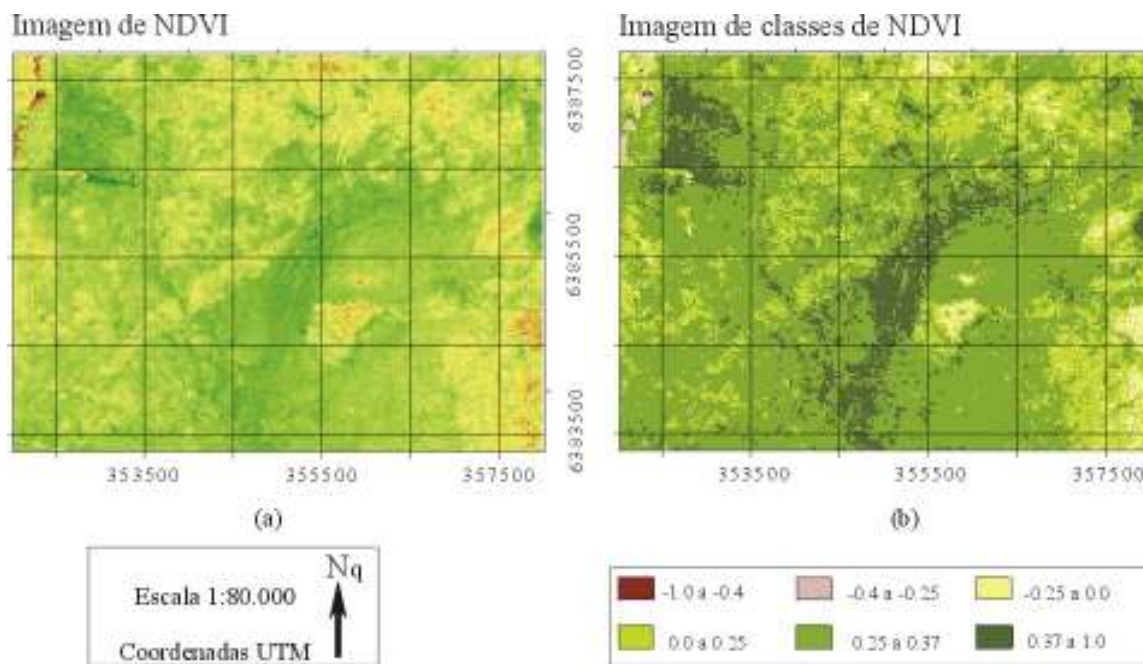 Imagem de NDVI
Imagem de classes de NDVI
6387500
6385500
6383500
353500
355500
357500
353500
355500
357500
(a)
(b)
Escala 1:80.000
Nq
Coordenadas UTM
-1.0 a -0.4
-0.4 a -0.25
-0.25 a 0.0
0.0 a 0.25
0.25 a 0.37
0.37 a 1.0